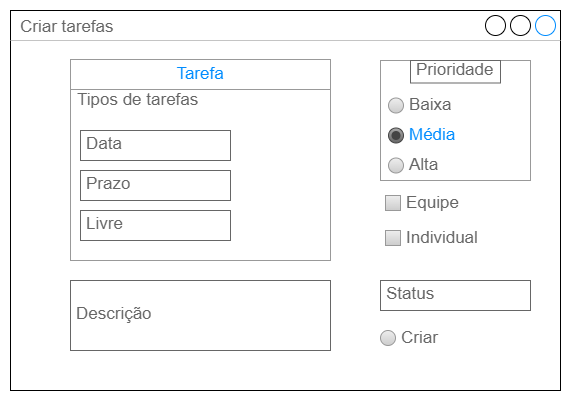 Criar tarefas
Tarefa
Tipos de tarefas
Data
Prazo
Livre
Descrição
Prioridade
Baixa
Média
Alta
Equipe
Individual
Status
Criar